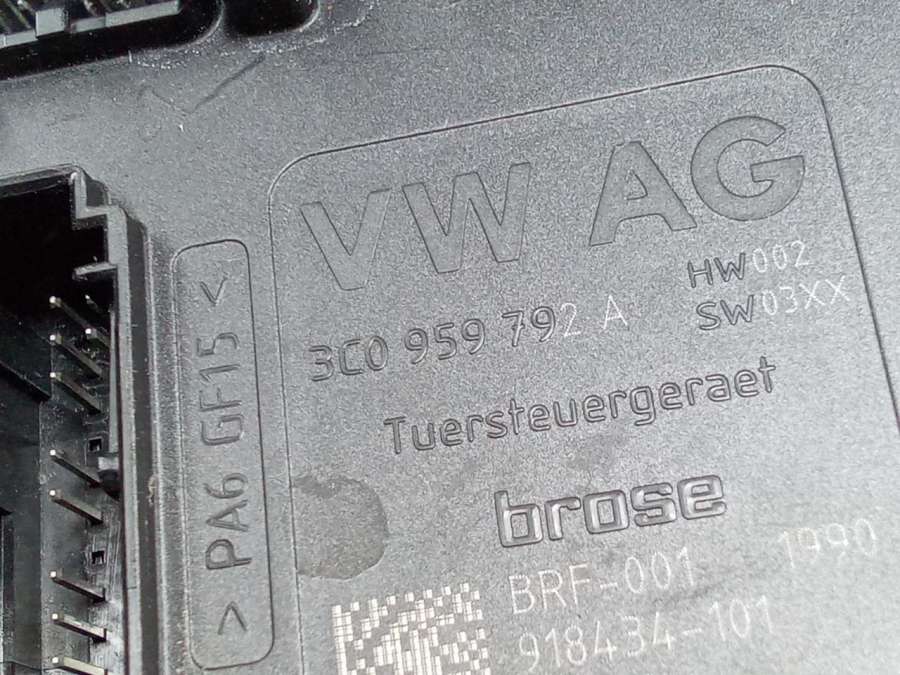 VW AG
HW002
3C0 959 792 A
SW03XX
Tuersteuergeraet
brose
BRF-001 1990
918434-101
> PA6 GF15 <